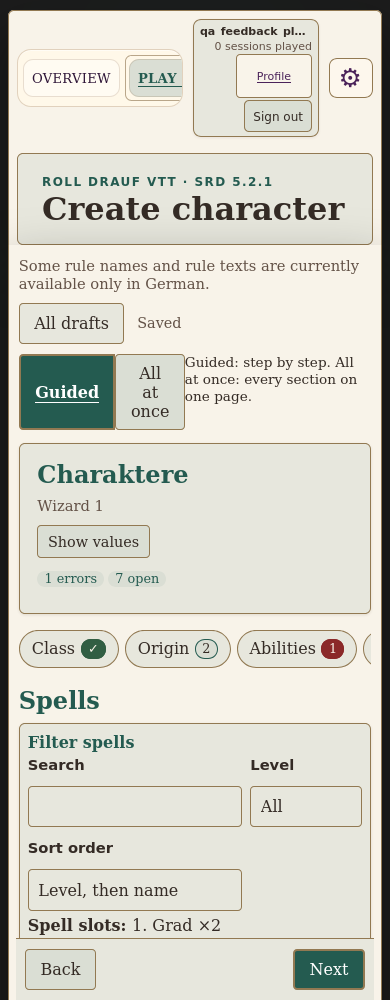 OVERVIEW
PLAY
qa_feedback_pl…
0 sessions played
Profile
Sign out
⚙
ROLL DRAUF VTT · SRD 5.2.1
Create character
Some rule names and rule texts are currently
available only in German.
All drafts
Saved
Guided
All
at
once
Guided: step by step. All
at once: every section on
one page.
Charaktere
Wizard 1
Show values
1 errors
7 open
Class ✓
Origin 2
Abilities 1
Spells
Filter spells
Search
Level
All
Sort order
Level, then name
Spell slots: 1. Grad ×2
Back
Next